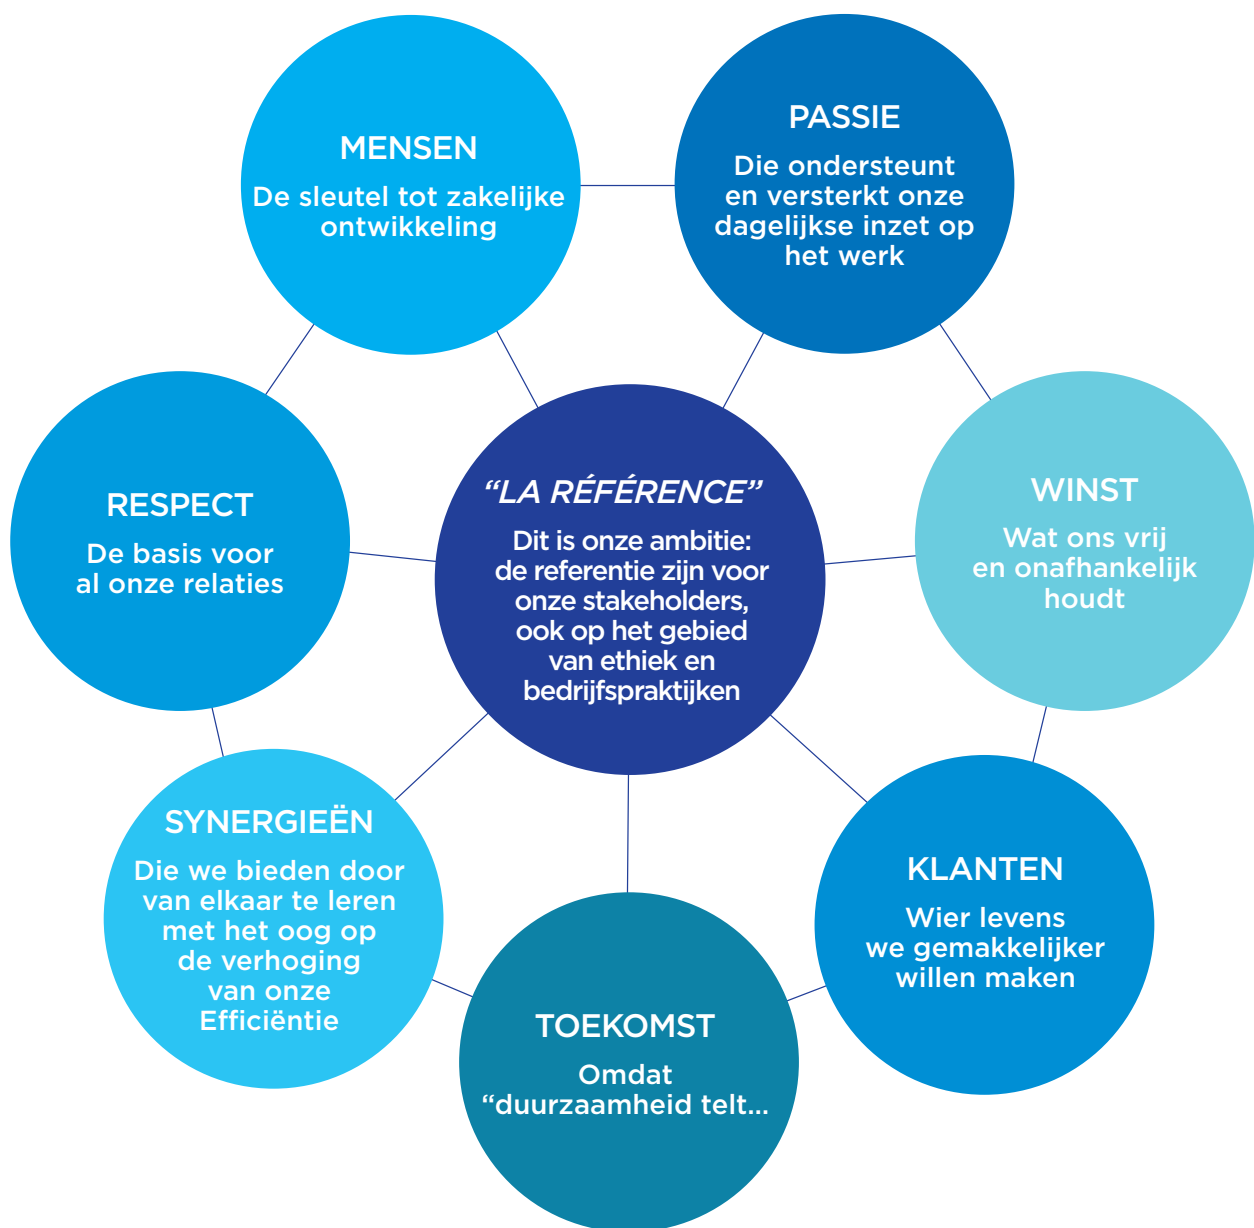 MENSEN
De sleutel tot zakelijke
ontwikkeling
PASSIE
Die ondersteunt
en versterkt onze
dagelijkse inzet op
het werk
RESPECT
De basis voor
al onze relaties
“LA RÉFÉRENCE”
Dit is onze ambitie:
de referentie zijn voor
onze stakeholders,
ook op het gebied
van ethiek en
bedrijfspraktijken
WINST
Wat ons vrij
en onafhankelijk
houdt
SYNERGIEËN
Die we bieden door
van elkaar te leren
met het oog op
de verhoging
van onze
Efficiëntie
KLANTEN
Wier levens
we gemakkelijker
willen maken
TOEKOMST
Omdat
“duurzaamheid telt...